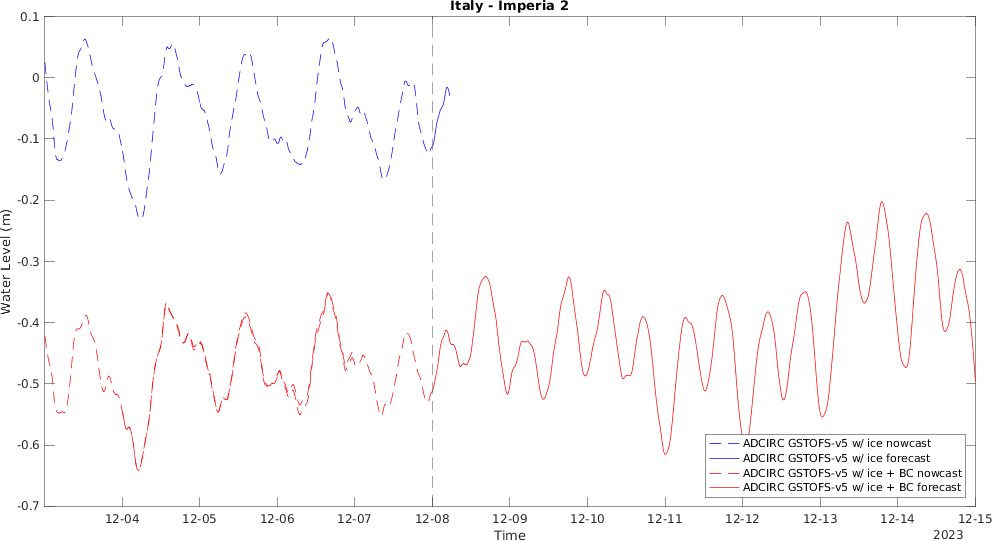 Italy - Imperia 2
Water Level (m)
0.1
0
-0.1
-0.2
-0.3
-0.4
-0.5
-0.6
-0.7
12-04 12-05 12-06 12-07 12-08 12-09 12-10 12-11 12-12 12-13 12-14 12-15
Time
2023
ADCIRC GSTOFS-v5 w/ ice nowcast
ADCIRC GSTOFS-v5 w/ ice forecast
ADCIRC GSTOFS-v5 w/ ice + BC nowcast
ADCIRC GSTOFS-v5 w/ ice + BC forecast